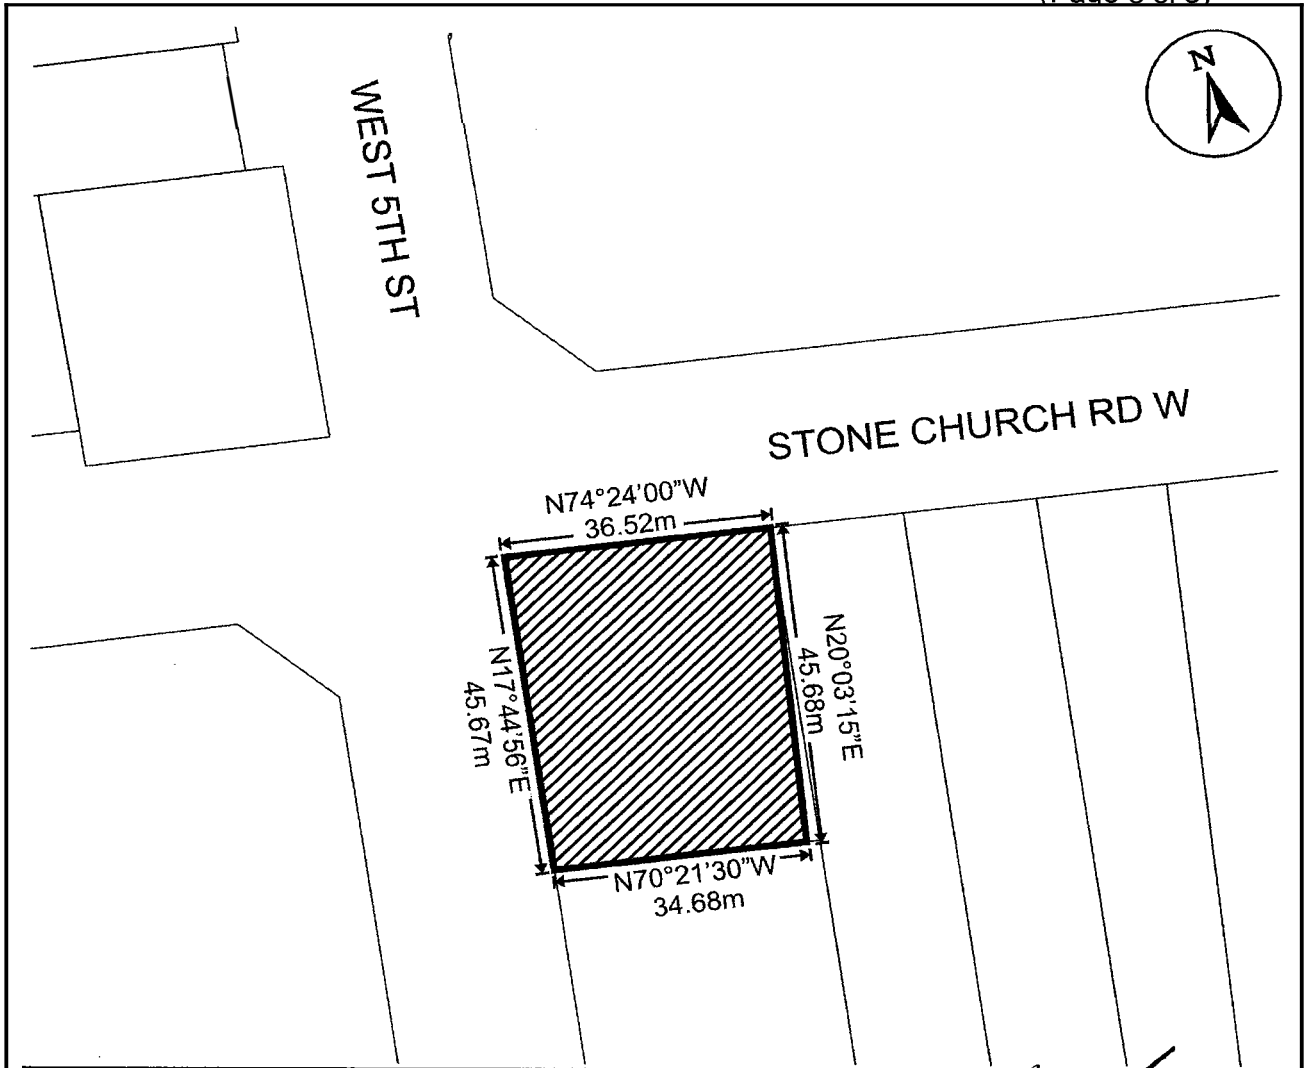 N
WEST 5TH ST
STONE CHURCH RD W
N74°24'00"W
36.52m
N20°03'15"E
45.68m
N17°44'56"E
45.67m
N70°21'30"W
34.68m